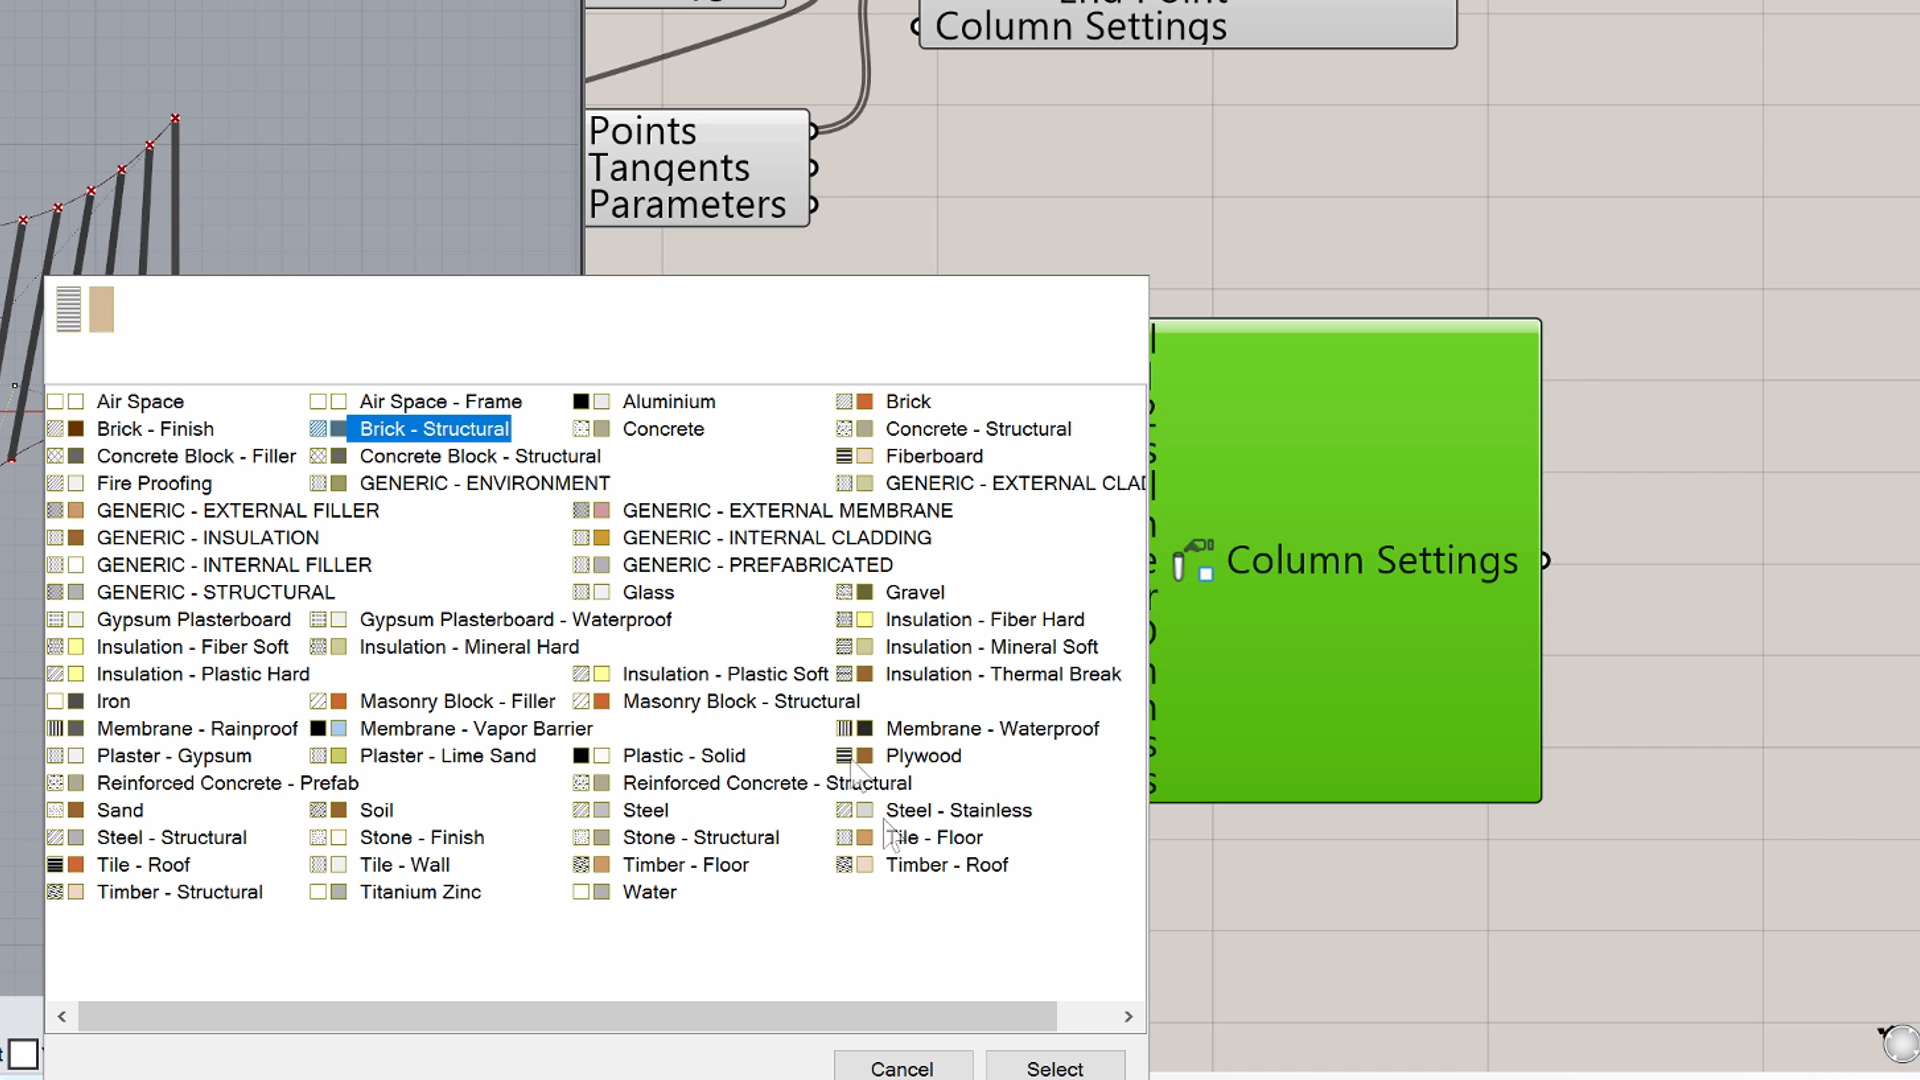 Column Settings
Points
Tangents
Parameters
Air Space Air Space - Frame Aluminium Brick
Brick - Finish Brick - Structural Concrete Concrete - Structural
Concrete Block - Filler Concrete Block - Structural Fiberboard
Fire Proofing GENERIC - ENVIRONMENT GENERIC - EXTERNAL
GENERIC - EXTERNAL FILLER GENERIC - EXTERNAL MEMBRANE
GENERIC - INSULATION GENERIC - INTERNAL CLADDING
GENERIC - INTERNAL FILLER GENERIC - PREFABRICATED
GENERIC - STRUCTURAL Glass Gravel
Gypsum Plasterboard Gypsum Plasterboard - Waterproof Insulation - Fiber Hard
Insulation - Fiber Soft Insulation - Mineral Hard Insulation - Mineral Soft
Insulation - Plastic Hard Insulation - Plastic Soft Insulation - Thermal Break
Iron Masonry Block - Filler Masonry Block - Structural
Membrane - Rainproof Membrane - Vapor Barrier Membrane - Waterproof
Plaster - Gypsum Plaster - Lime Sand Plastic - Solid Plywood
Reinforced Concrete - Prefab Reinforced Concrete - Structural
Sand Soil Steel Steel - Stainless
Steel - Structural Stone - Finish Stone - Structural Tile - Floor
Tile - Roof Tile - Wall Timber - Floor Timber - Roof
Timber - Structural Titanium Zinc Water
Column Settings
Cancel Select